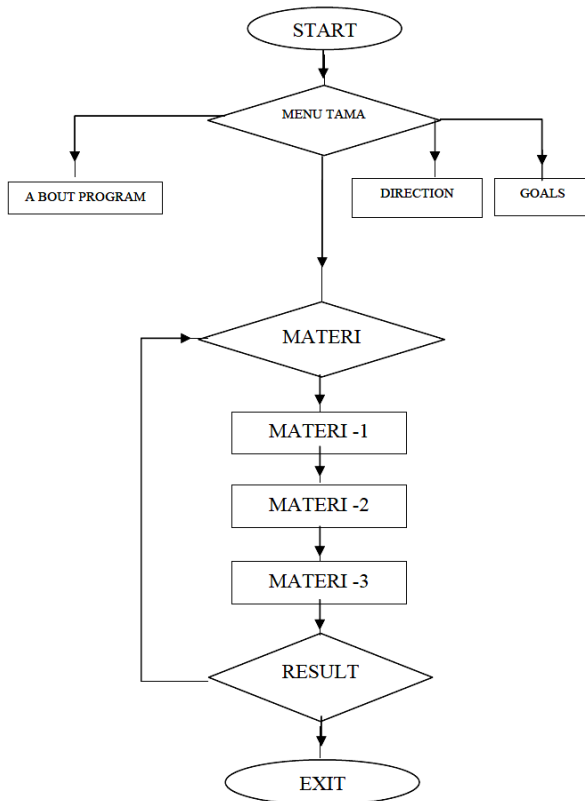 START
MENU TAMA
A BOUT PROGRAM
DIRECTION
GOALS
MATERI
MATERI -1
MATERI -2
MATERI -3
RESULT
EXIT